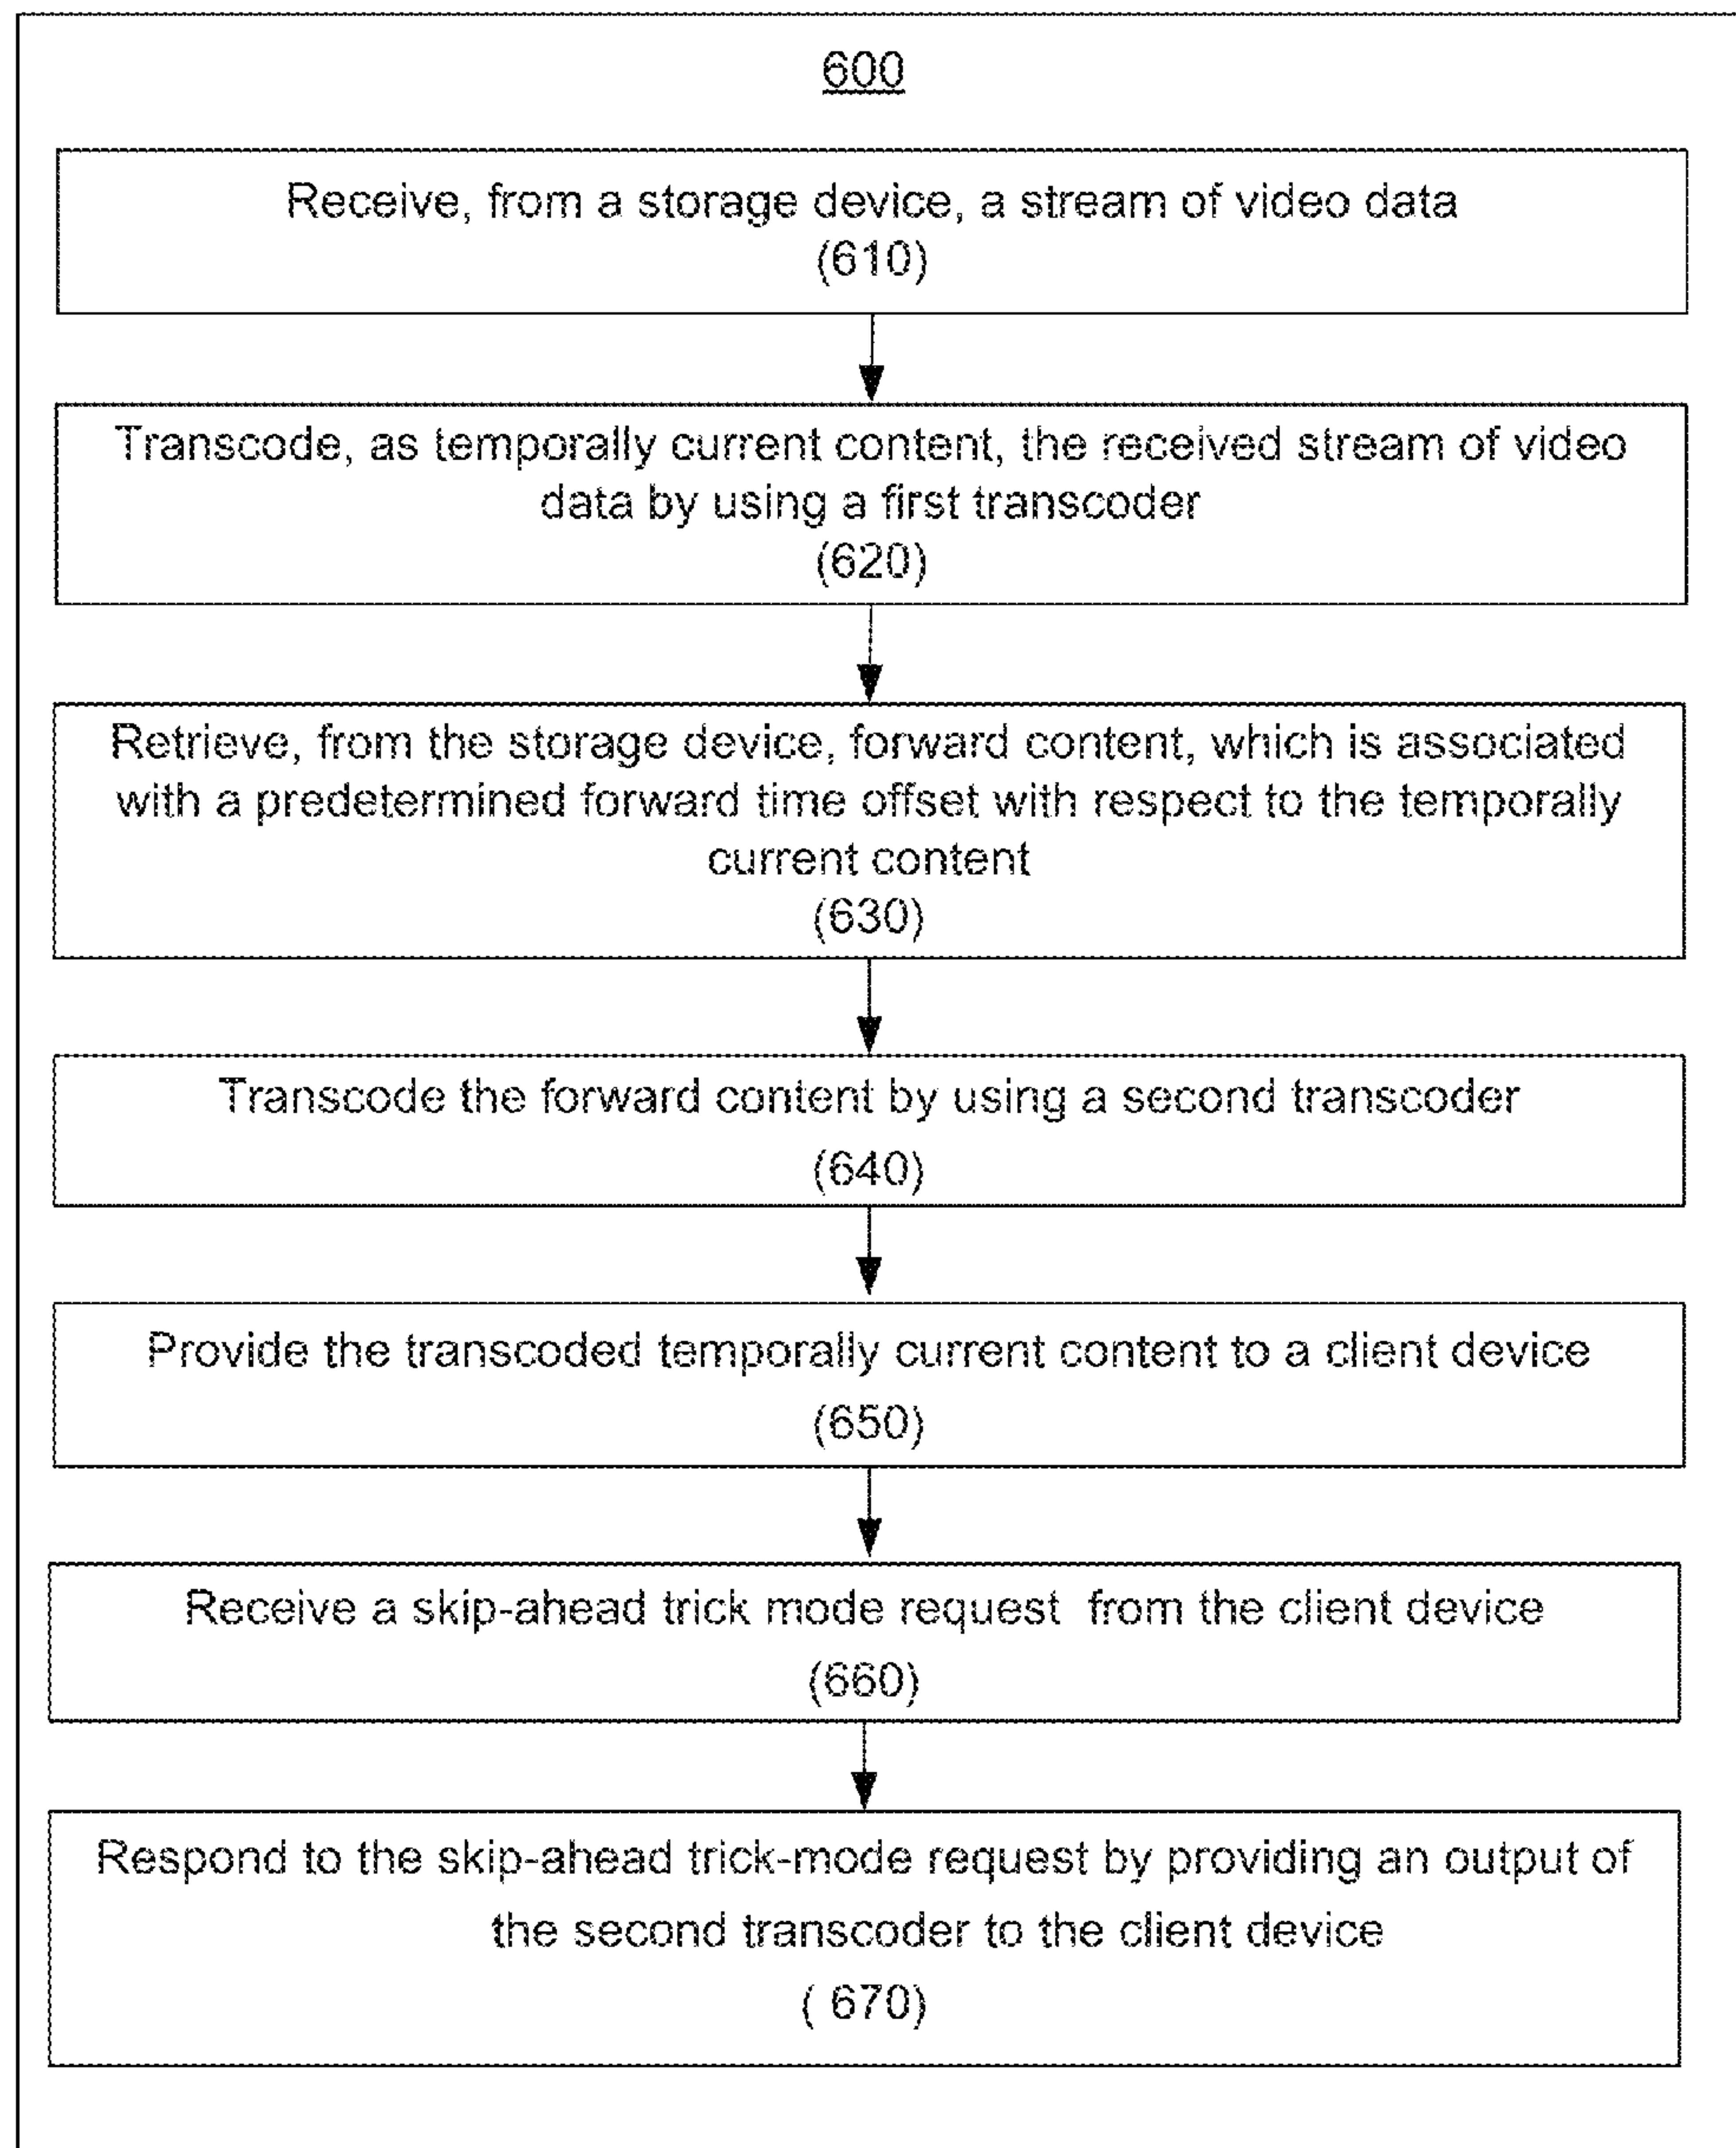 600
Receive, from a storage device, a stream of video data
(610)
Transcode, as temporally current content, the received stream of video
data by using a first transcoder
(620)
Retrieve, from the storage device, forward content, which is associated
with a predetermined forward time offset with respect to the temporally
current content
(630)
Transcode the forward content by using a second transcoder
(640)
Provide the transcoded temporally current content to a client device
(650)
Receive a skip-ahead trick mode request from the client device
(660)
Respond to the skip-ahead trick-mode request by providing an output of
the second transcoder to the client device
( 670)